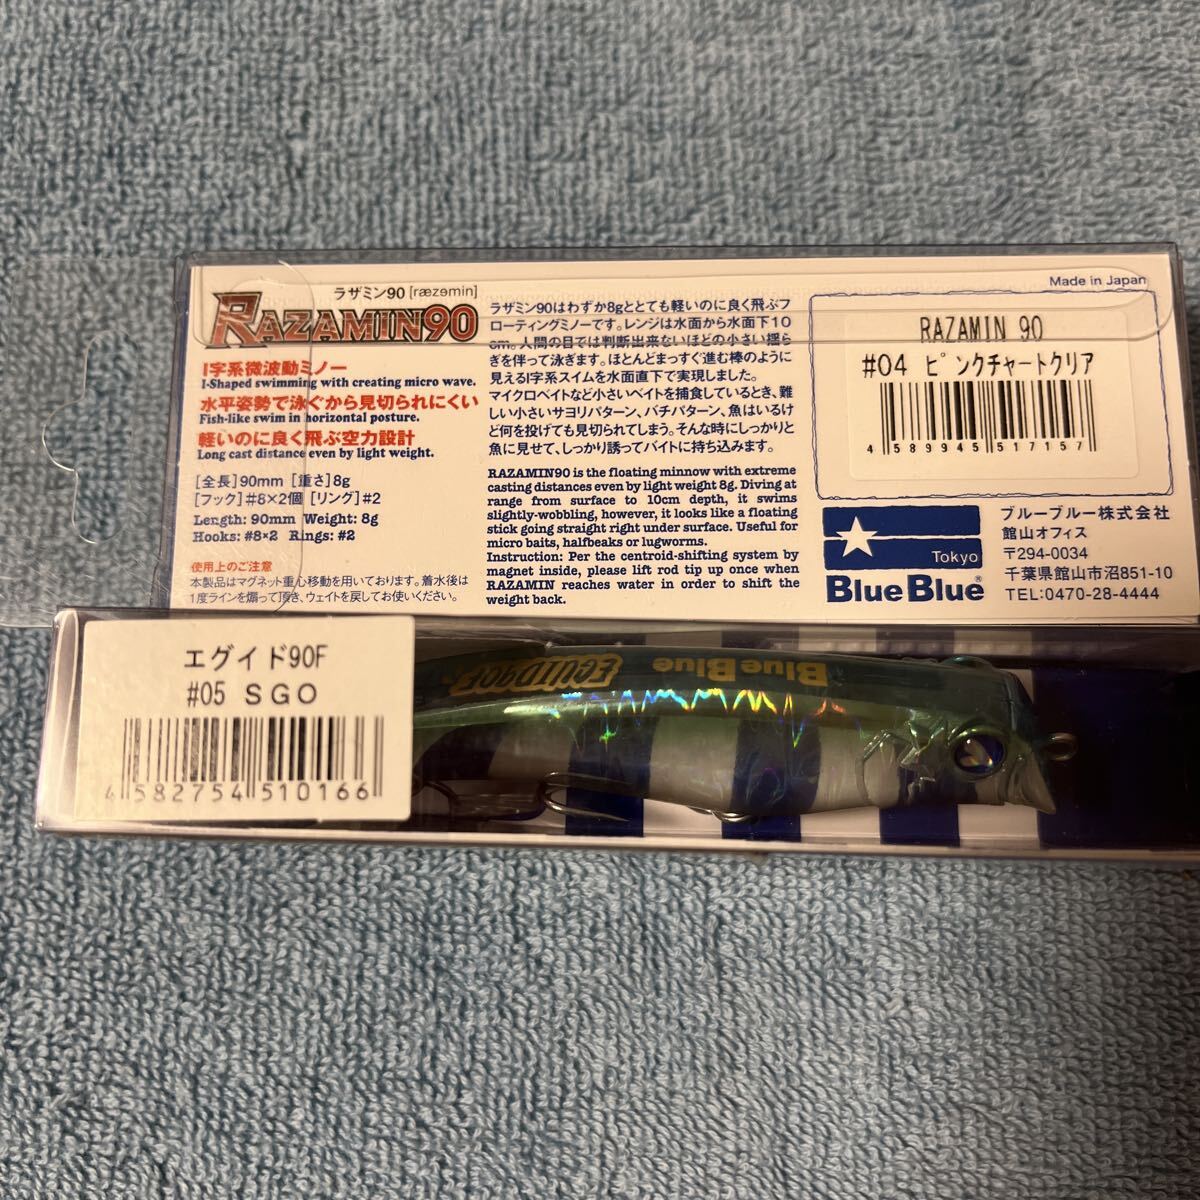 ラザミン90 [ræzəmin]
RAZAMIN90
I字系微波動ミノー
I-Shaped swimming with creating micro wave.
水平姿勢で泳ぐから見切られにくい
Fish-like swim in horizontal posture.
軽いのに良く飛ぶ空力設計
Long cast distance even by light weight.
[全長]90mm [重さ]8g
[フック]#8×2個 [リング]#2
Length: 90mm Weight: 8g
Hooks: #8×2 Rings: #2
使用上のご注意
本製品はマグネット重心移動を用いております。着水後は
1度ラインを煽って頂き、ウェイトを戻してお使いください。
ラザミン90はわずか8gととても軽いのに良く飛ぶフ
ローティングミノーです。レンジは水面から水面下10
cm。人間の目では判断出来ないほどの小さい揺ら
ぎを伴って泳ぎます。ほとんどまっすぐ進む棒のように
見えるI字系スイムを水面直下で実現しました。
マイクロベイトなど小さいベイトを捕食しているとき、難
しい小さいサヨリパターン、バチパターン、魚はいるけ
ど何を投げても見切られてしまう。そんな時にしっかりと
魚に見せて、しっかり誘ってバイトに持ち込みます。
RAZAMIN90 is the floating minnow with extreme
casting distances even by light weight 8g. Diving at
range from surface to 10cm depth, it swims
slightly-wobbling, however, it looks like a floating
stick going straight right under surface. Useful for
micro baits, halfbeaks or lugworms.
Instruction: Per the centroid-shifting system by
magnet inside, please lift rod tip up once when
RAZAMIN reaches water in order to shift the
weight back.
Made in Japan
RAZAMIN 90
#04 ピンクチャートクリア
4 589945 517157
Tokyo
BlueBlue®
ブルーブルー株式会社
館山オフィス
〒294-0034
千葉県館山市沼851-10
TEL:0470-28-4444
エグイド90F
#05 SGO
4 582754 510166
BlueBlue
EGUID90F